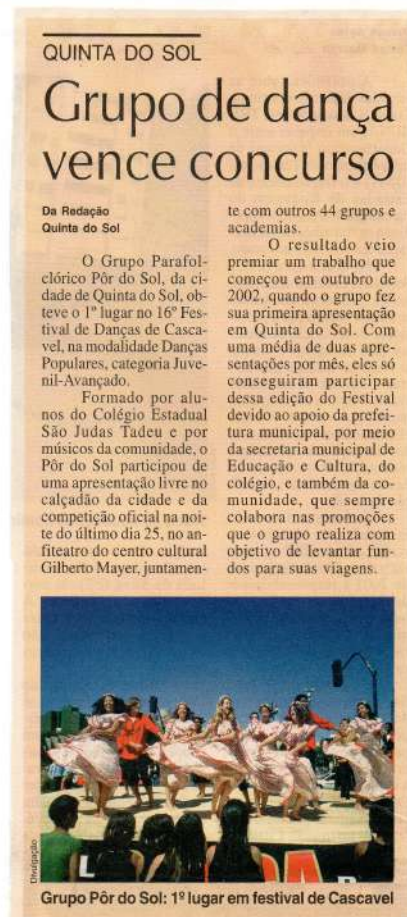 QUINTA DO SOL
Grupo de dança
vence concurso
Da Redação
Quinta do Sol
O Grupo Parafol-
clórico Pôr do Sol, da ci-
dade de Quinta do Sol, ob-
teve o 1º lugar no 16º Fes-
tival de Danças de Casca-
vel, na modalidade Danças
Populares, categoria Juve-
nil-Avançado.
Formado por alu-
nos do Colégio Estadual
São Judas Tadeu e por
músicos da comunidade, o
Pôr do Sol participou de
uma apresentação livre no
calçadão da cidade e da
competição oficial na noi-
te do último dia 25, no an-
fiteatro do centro cultural
Gilberto Mayer, juntamen-
te com outros 44 grupos e
academias.
O resultado veio
premiar um trabalho que
começou em outubro de
2002, quando o grupo fez
sua primeira apresentação
em Quinta do Sol. Com
uma média de duas apre-
sentações por mês, eles só
conseguiram participar
dessa edição do Festival
devido ao apoio da prefei-
tura municipal, por meio
da secretaria municipal de
Educação e Cultura, do
colégio, e também da co-
munidade, que sempre
colabora nas promoções
que o grupo realiza com
objetivo de levantar fun-
dos para suas viagens.
Divulgação
Grupo Pôr do Sol: 1º lugar em festival de Cascavel